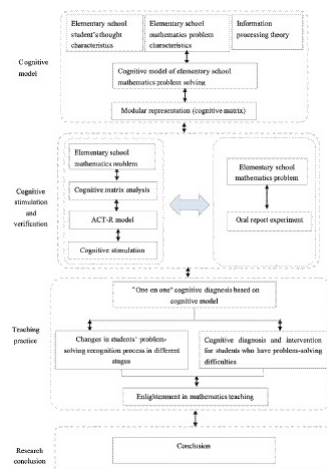 Elementary school
student's thought
characteristics
Elementary school
mathematics problem
characteristics
Information
processing theory
Cognitive
model
Cognitive model of elementary school
mathematics problem solving
Modular representation (cognitive matrix)
Elementary school
mathematics problem
Cognitive matrix analysis
ACT-R model
Cognitive stimulation
Elementary school
mathematics problem
Oral report experiment
Cognitive
stimulation and
verification
"One on one" cognitive diagnosis based on
cognitive model
Teaching
practice
Changes in students' problem-
solving recognition process in different
stages
Cognitive diagnosis and intervention
for students who have problem-solving
difficulties
Enlightenment in mathematics teaching
Research
conclusion
Conclusion